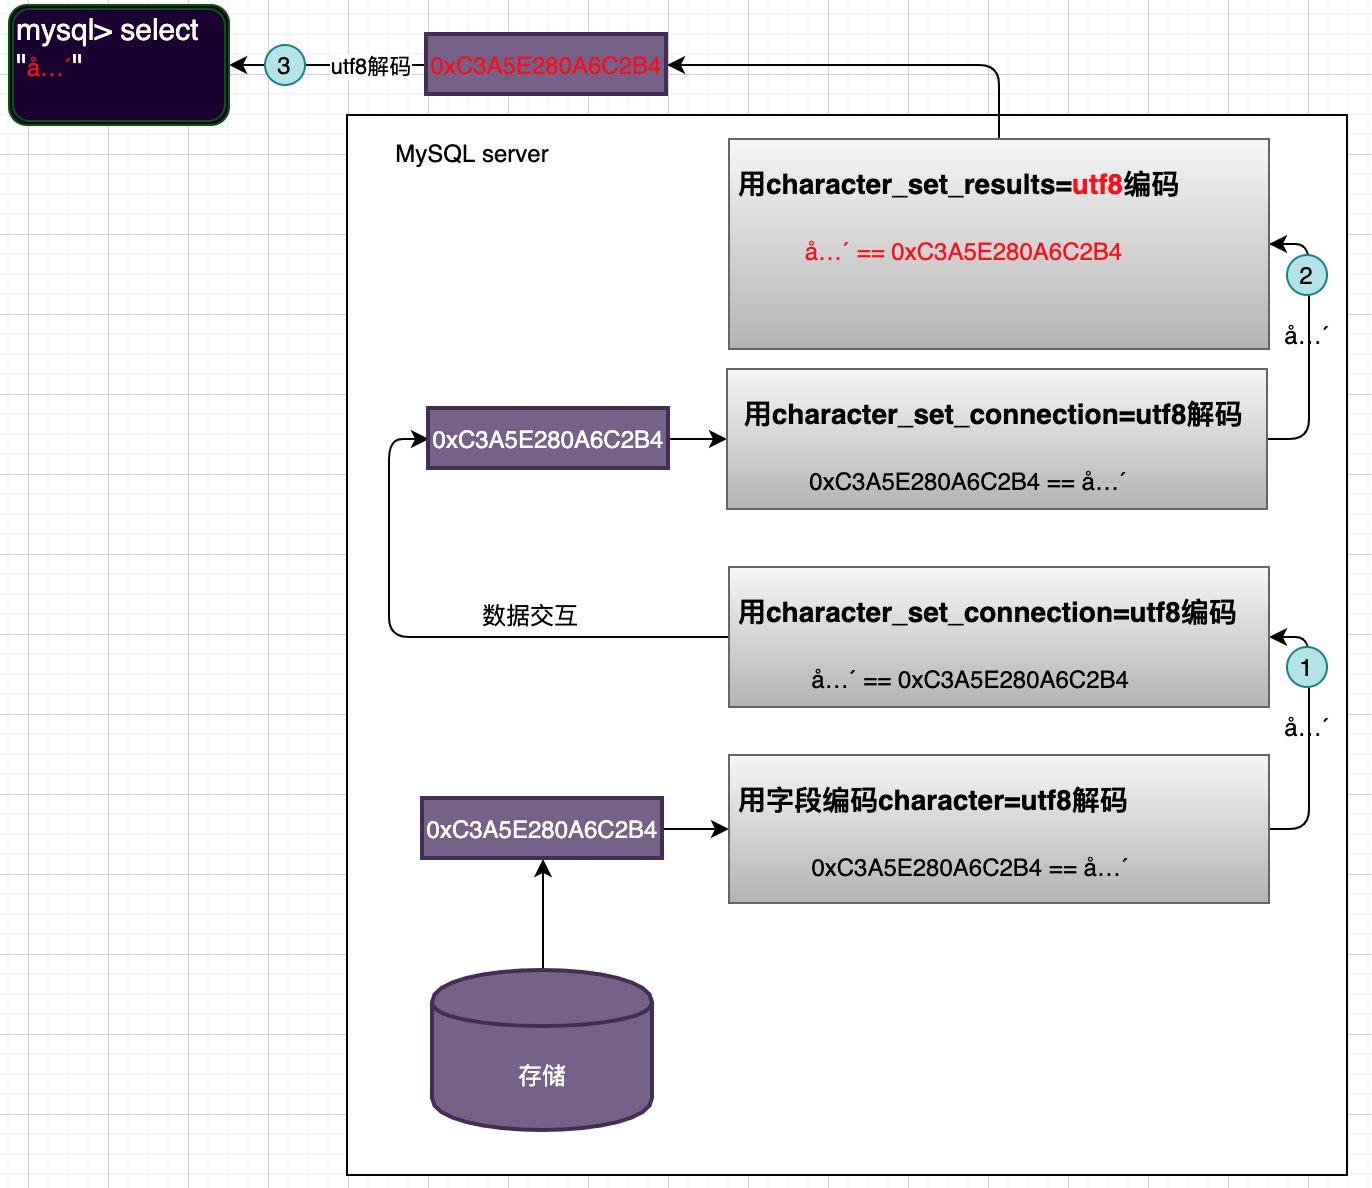 mysql> select
"å…´"
3
utf8解码
0xC3A5E280A6C2B4
MySQL server
用character_set_results=utf8编码
å…´ == 0xC3A5E280A6C2B4
2
å…´
0xC3A5E280A6C2B4
用character_set_connection=utf8解码
0xC3A5E280A6C2B4 == å…´
数据交互
用character_set_connection=utf8编码
å…´ == 0xC3A5E280A6C2B4
1
å…´
0xC3A5E280A6C2B4
用字段编码character=utf8解码
0xC3A5E280A6C2B4 == å…´
存储